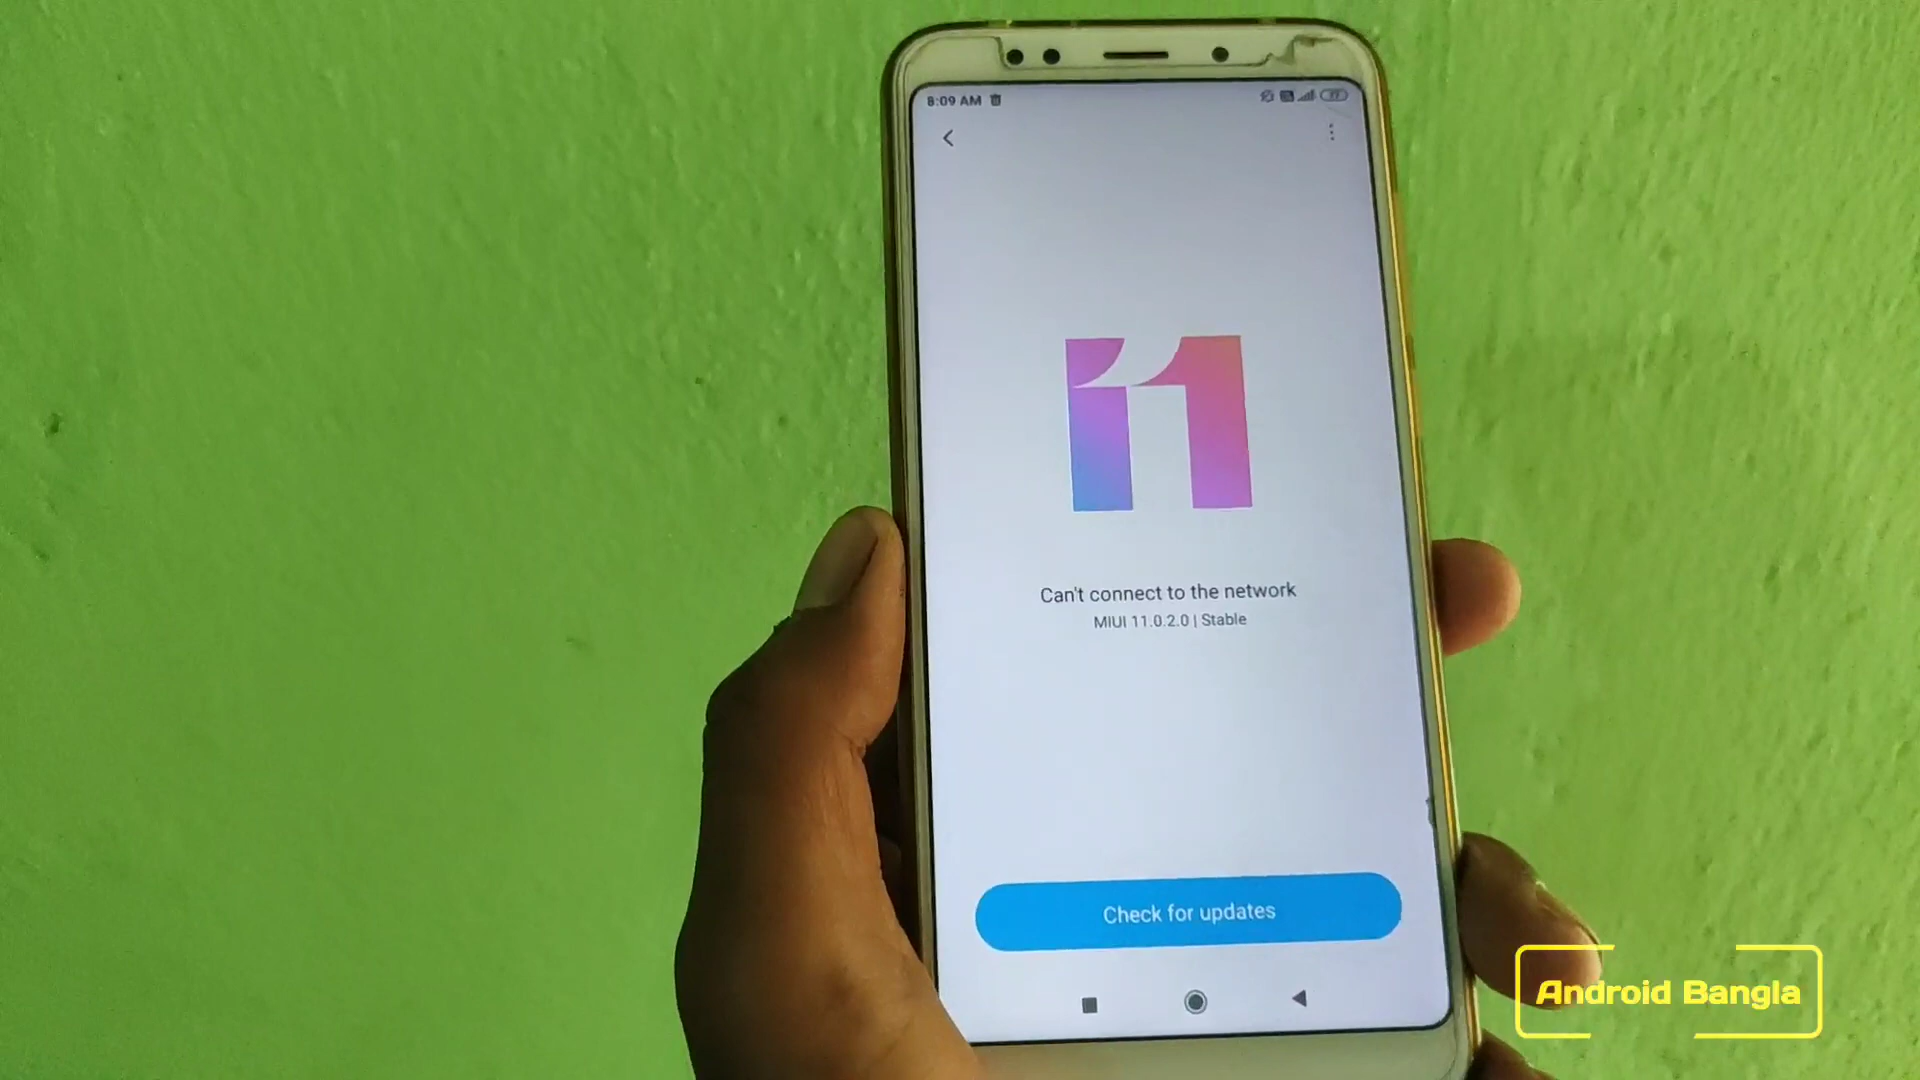 8:09 AM
11
Can't connect to the network
MIUI 11.0.2.0 | Stable
Check for updates
Android Bangla